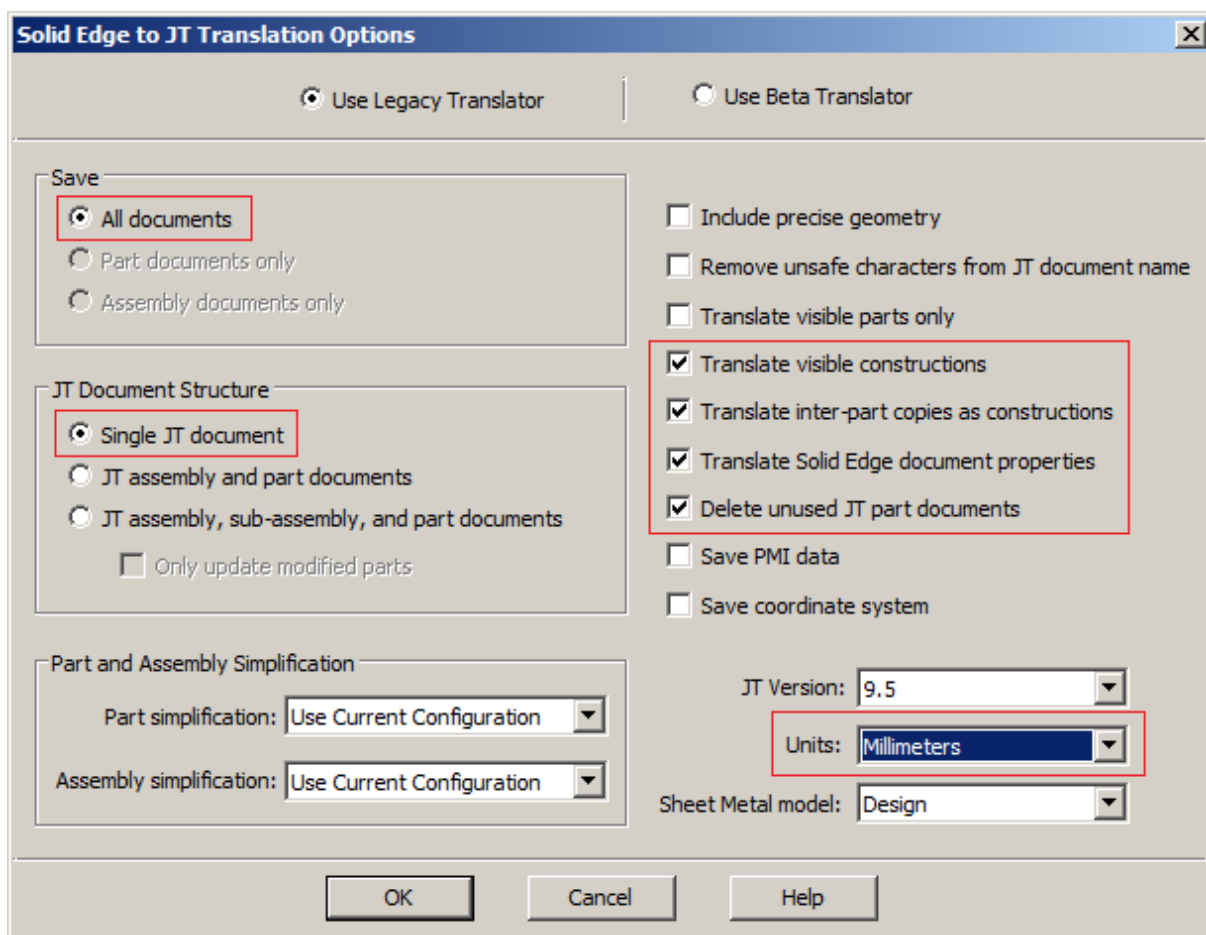 Solid Edge to JT Translation Options
Use Legacy Translator
Use Beta Translator
Save
All documents
Part documents only
Assembly documents only
JT Document Structure
Single JT document
JT assembly and part documents
JT assembly, sub-assembly, and part documents
Only update modified parts
Part and Assembly Simplification
Part simplification: Use Current Configuration
Assembly simplification: Use Current Configuration
Include precise geometry
Remove unsafe characters from JT document name
Translate visible parts only
Translate visible constructions
Translate inter-part copies as constructions
Translate Solid Edge document properties
Delete unused JT part documents
Save PMI data
Save coordinate system
JT Version: 9.5
Units: Millimeters
Sheet Metal model: Design
OK
Cancel
Help